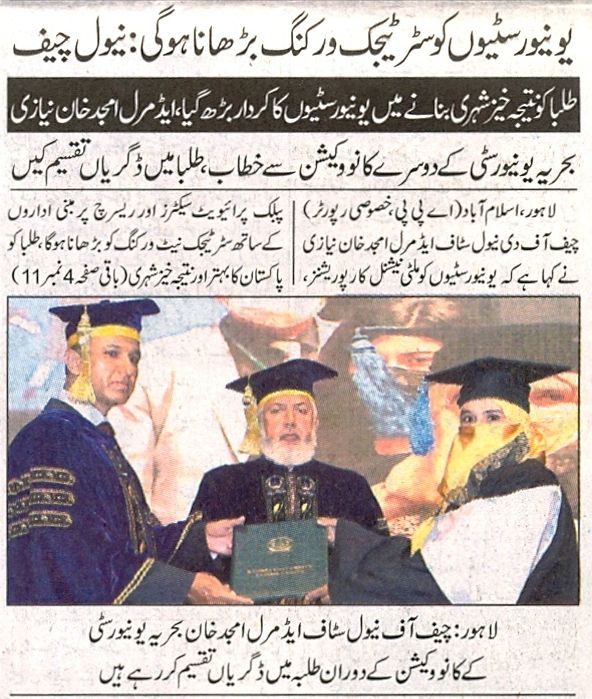 یونیورسٹیوں کو سٹرٹیجک ورکنگ بڑھانا ہوگی: نیول چیف
طلبا کو نتیجہ خیز شہری بنانے میں یونیورسٹیوں کا کردار بڑھ گیا، ایڈمرل امجد خان نیازی
بحریہ یونیورسٹی کے دوسرے کانووکیشن سے خطاب، طلبا میں ڈگریاں تقسیم کیں
لاہور، اسلام آباد (اے پی پی، خصوصی رپورٹر)
چیف آف دی نیول سٹاف ایڈمرل امجد خان نیازی
نے کہا ہے کہ یونیورسٹیوں کو ملٹی نیشنل کارپوریشنز،
پبلک پرائیویٹ سیکٹرز اور ریسرچ پر مبنی اداروں
کے ساتھ سٹرٹیجک نیٹ ورکنگ کو بڑھانا ہوگا، طلبا کو
پاکستان کا بہتر اور نتیجہ خیز شہری (باقی صفحہ 4 نمبر 11)
لاہور: چیف آف نیول سٹاف ایڈمرل امجد خان بحریہ یونیورسٹی
کے کانووکیشن کے دوران طلبہ میں ڈگریاں تقسیم کر رہے ہیں